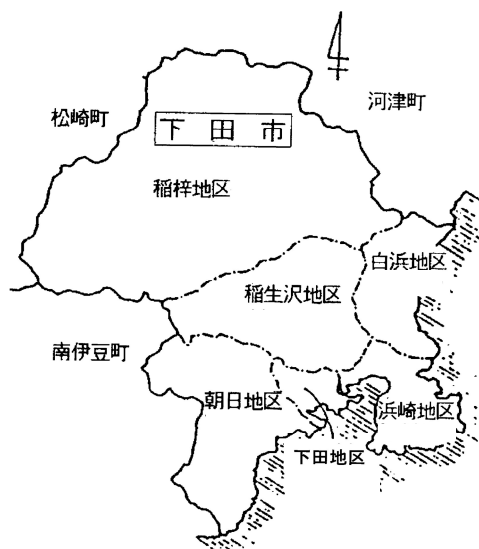 河津町
松崎町
下田市
稲梓地区
白浜地区
稲生沢地区
南伊豆町
朝日地区
浜崎地区
下田地区